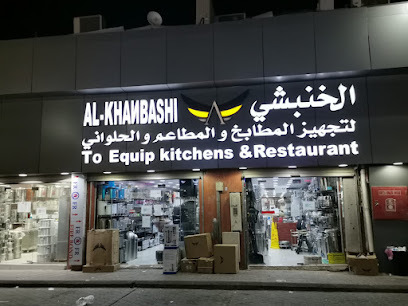 AL-KHANBASHI الخنبشي
لتجهيز المطابخ و المطاعم و الحلواني
To Equip kitchens & Restaurant